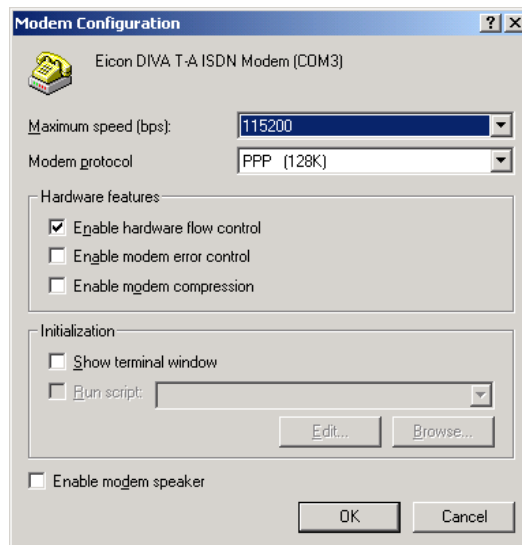 Modem Configuration
Eicon DIVA T-A ISDN Modem (COM3)
Maximum speed (bps): 115200
Modem protocol PPP (128K)
Hardware features
Enable hardware flow control
Enable modem error control
Enable modem compression
Initialization
Show terminal window
Run script:
Edit... Browse...
Enable modem speaker
OK Cancel